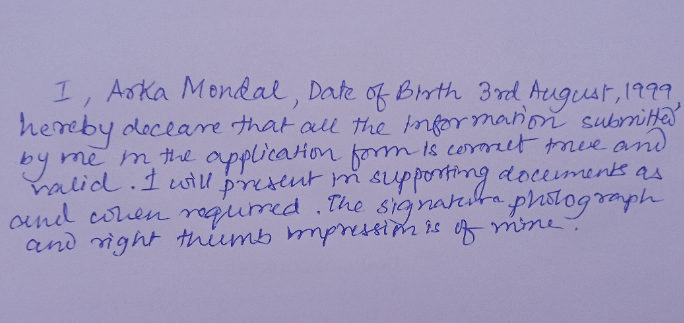 I, Arka Mondal, Date of Birth 3rd August, 1999,
hereby decleare that all the information submitted
by me in the application form is correct true and
valid. I will present in supporting documents as
and when required. The signature photograph
and right thumb impression is of mine.